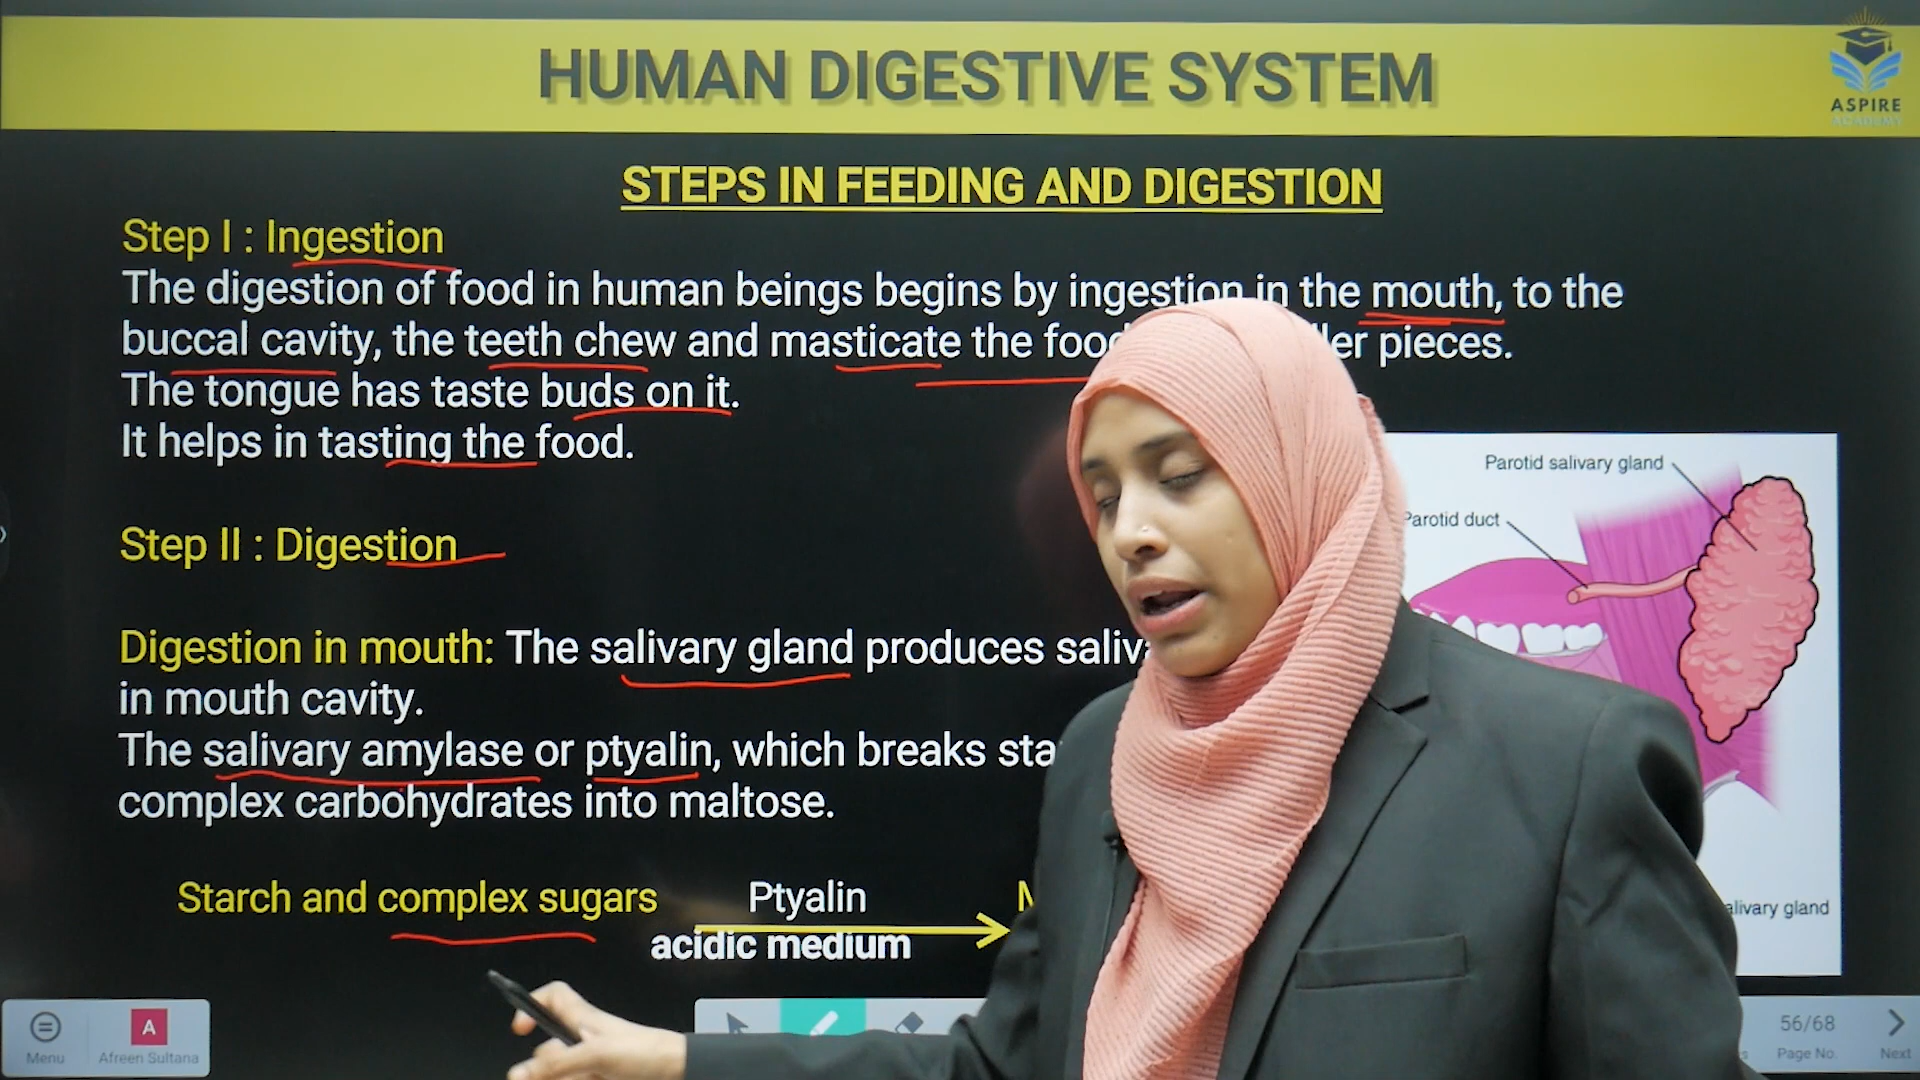 HUMAN DIGESTIVE SYSTEM
ASPIRE
ACADEMY
STEPS IN FEEDING AND DIGESTION
Step I : Ingestion
The digestion of food in human beings begins by ingestion in the mouth, to the
buccal cavity, the teeth chew and masticate the foo ler pieces.
The tongue has taste buds on it.
It helps in tasting the food.
Step II : Digestion
Digestion in mouth: The salivary gland produces saliv
in mouth cavity.
The salivary amylase or ptyalin, which breaks sta
complex carbohydrates into maltose.
Starch and complex sugars
Ptyalin
M
acidic medium
Parotid salivary gland
Parotid duct
alivary gland
Menu
A
Afreen Sultana
56/68
Page No.
Next